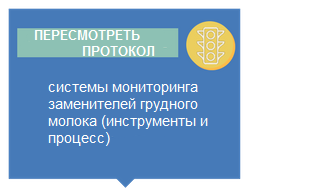 ПЕРЕСМОТРЕТЬ
ПРОТОКОЛ
системы мониторинга
заменителей грудного
молока (инструменты и
процесс)